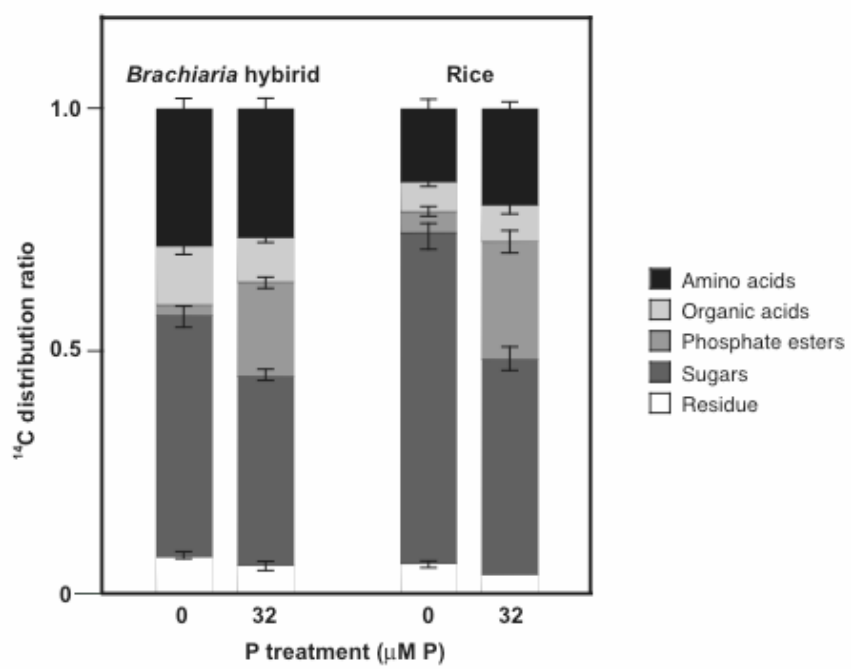 Brachiaria hybirid
Rice
1.0
0.5
0
14C distribution ratio
0
32
0
32
P treatment (μM P)
Amino acids
Organic acids
Phosphate esters
Sugars
Residue